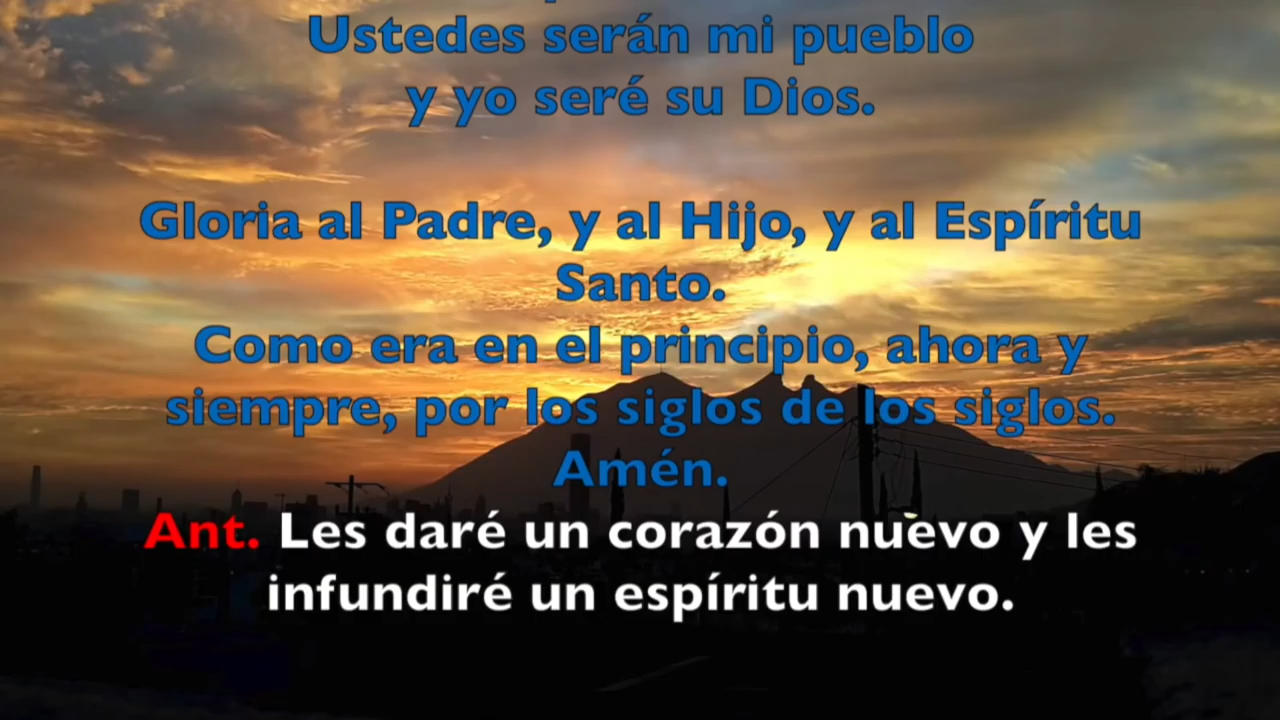 Ustedes serán mi pueblo
y yo seré su Dios.
Gloria al Padre, y al Hijo, y al Espíritu
Santo.
Como era en el principio, ahora y
siempre, por los siglos de los siglos.
Amén.
Ant. Les daré un corazón nuevo y les
infundiré un espíritu nuevo.